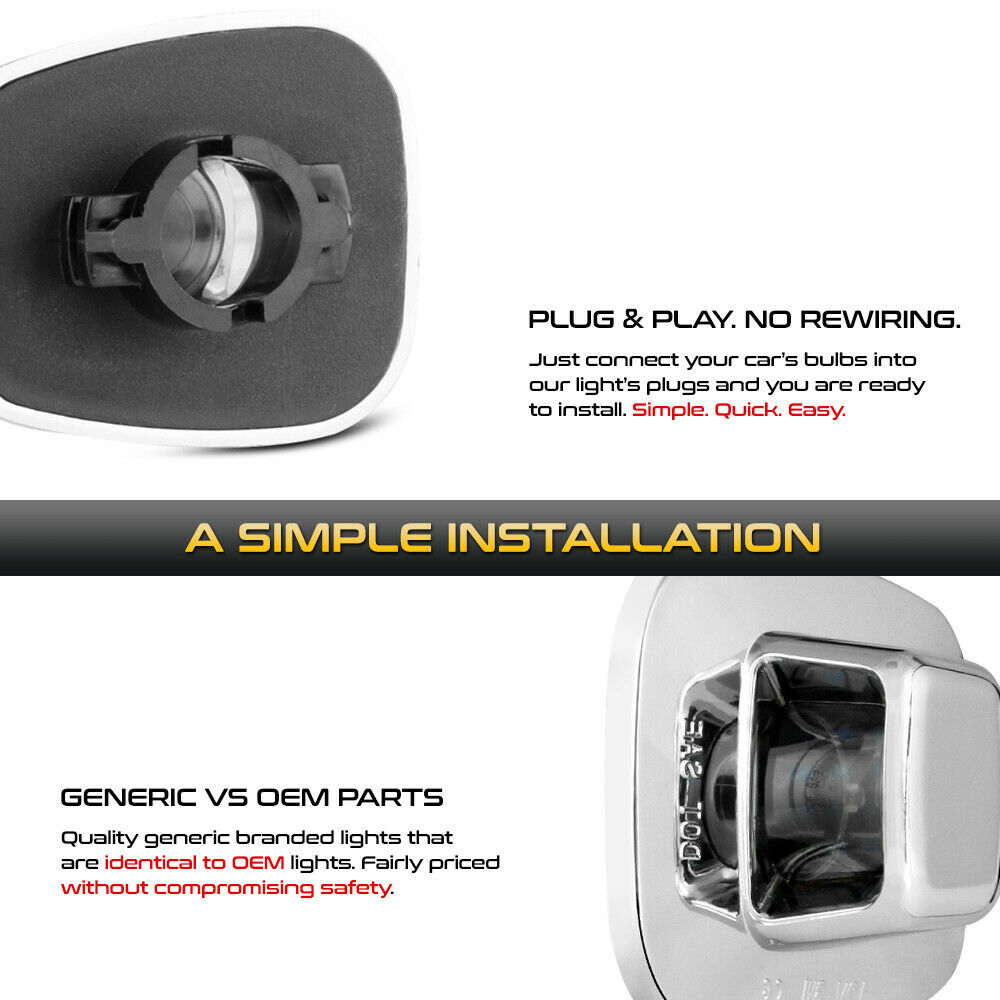 PLUG & PLAY. NO REWIRING.
Just connect your car's bulbs into
our light's plugs and you are ready
to install. Simple. Quick. Easy.
A SIMPLE INSTALLATION
GENERIC VS OEM PARTS
Quality generic branded lights that
are identical to OEM lights. Fairly priced
without compromising safety.
SAE DOT